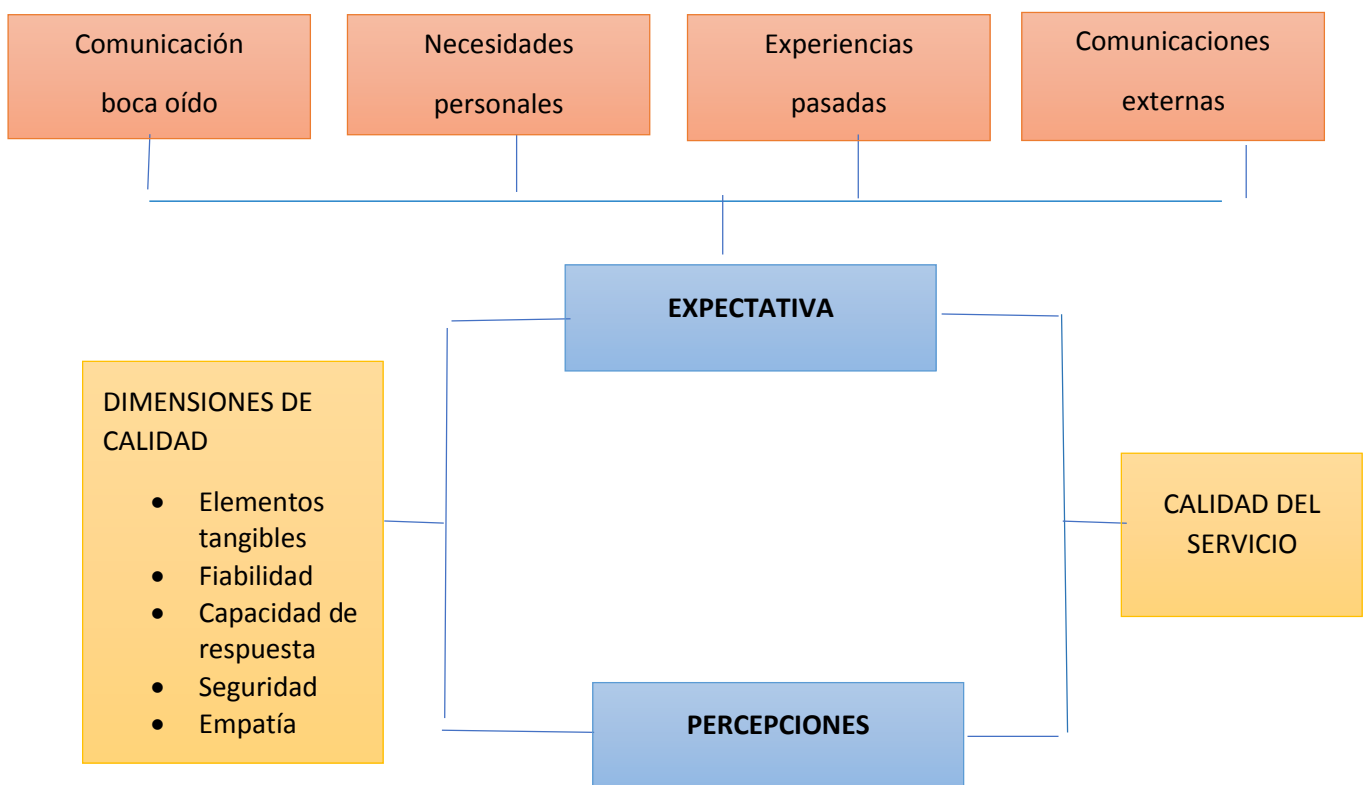 Comunicación
boca oído
Necesidades
personales
Experiencias
pasadas
Comunicaciones
externas
EXPECTATIVA
DIMENSIONES DE
CALIDAD
• Elementos
tangibles
• Fiabilidad
• Capacidad de
respuesta
• Seguridad
• Empatía
CALIDAD DEL
SERVICIO
PERCEPCIONES